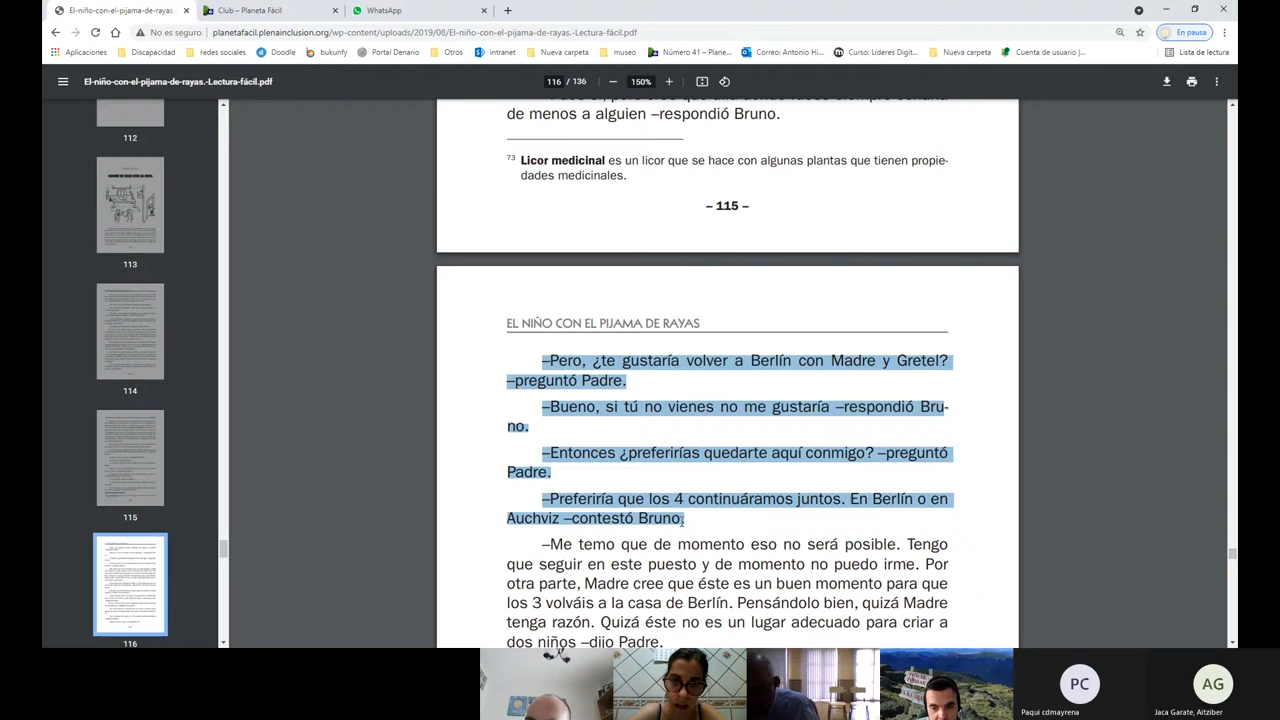 El-niño-con-el-pijama-de-rayas
Club – Planeta Fácil
WhatsApp
No es seguro
planetafacil.plenainclusion.org/wp-content/uploads/2019/08/El-niño-con-el-pijama-de-rayas.-Lectura-fácil.pdf
En pausa
Aplicaciones
Discapacidad
redes sociales
Doodle
bukunfy
Portal Denario
Otros
intranet
Nueva carpeta
museo
Número 41 – Plane...
Correo: Antonio Hi...
Curso: Líderes Digit...
Nueva carpeta
Cuenta de usuario|...
Lista de lectura
El-niño-con-el-pijama-de-rayas.-Lectura-fácil.pdf
116 / 136
150%
112
113
114
115
116
de menos a alguien –respondió Bruno.
73 Licor medicinal es un licor que se hace con algunas plantas que tienen propie-
dades medicinales.
– 115 –
EL NIÑO CON EL PIJAMA DE RAYAS
–Pero, ¿te gustaría volver a Berlín con Madre y Gretel?
–preguntó Padre.
–Bueno, si tú no vienes no me gustaría –respondió Bru-
no.
–Entonces ¿preferirías quedarte aquí conmigo? –preguntó
Padre.
–Preferiría que los 4 continuáramos juntos. En Berlín o en
Auchviz –contestó Bruno.
–Me temo que de momento eso no será posible. Tengo
que seguir en este puesto y de momento no puedo irme. Por
otra parte Madre cree que éste es un buen momento para que
los 3 volváis a la casa de Berlín. Pensándolo bien, quizá Madre
tenga razón. Quizá este no es un lugar adecuado para criar a
dos niños –dijo Padre.
PC
Paqui cdmayrena
AG
Jaca Garate, Aitziber